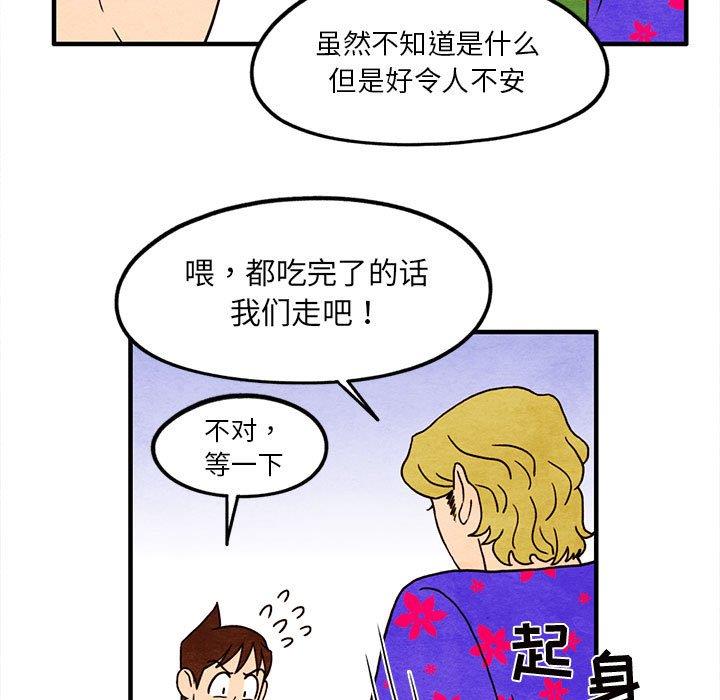 虽然不知道是什么
但是好令人不安
喂，都吃完了的话
我们走吧！
不对，
等一下
起身